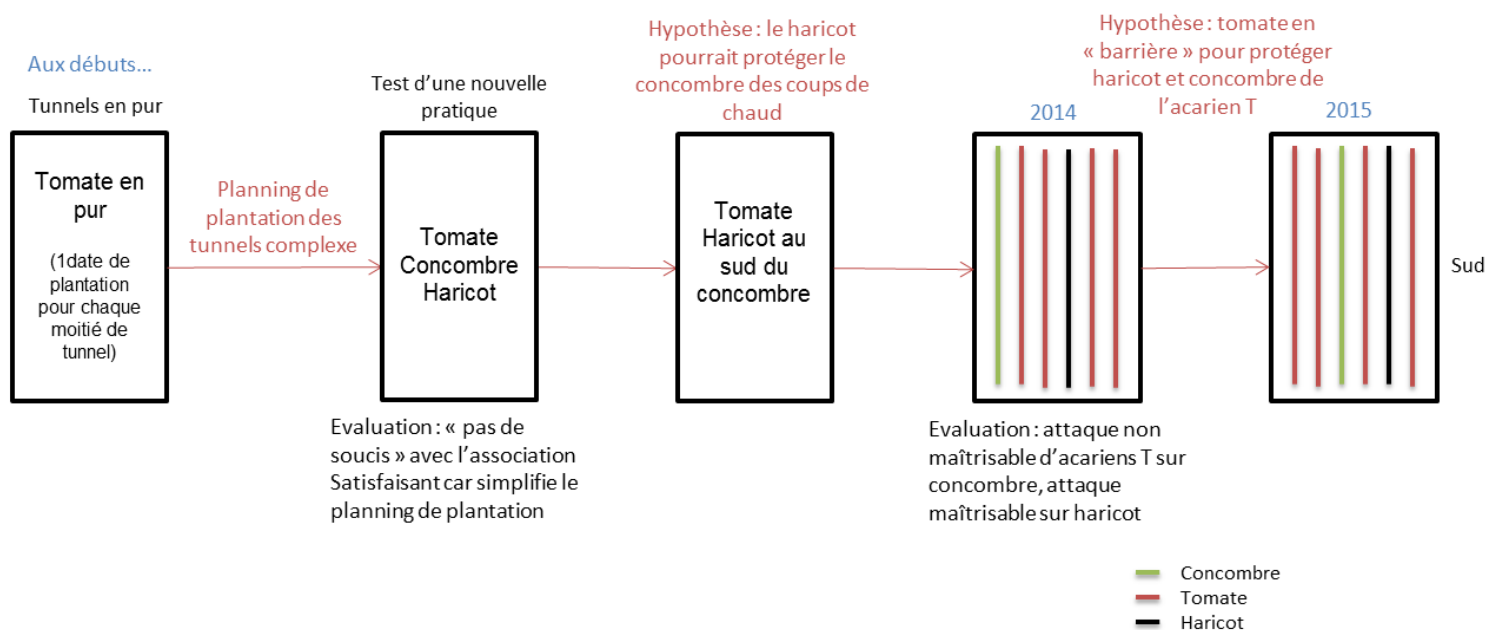 Aux débuts...
Tunnels en pur
Tomate en
pur
(1date de
plantation
pour chaque
moitié de
tunnel)
Planning de
plantation des
tunnels complexe
Test d'une nouvelle
pratique
Tomate
Concombre
Haricot
Evaluation : « pas de
soucis » avec l'association
Satisfaisant car simplifie le
planning de plantation
Hypothèse : le haricot
pourrait protéger le
concombre des coups de
chaud
Tomate
Haricot au
sud du
concombre
2014
Evaluation : attaque non
maîtrisable d'acariens T sur
concombre, attaque
maîtrisable sur haricot
Hypothèse : tomate en
« barrière » pour protéger
haricot et concombre de
l'acarien T
2015
Sud
Concombre
Tomate
Haricot